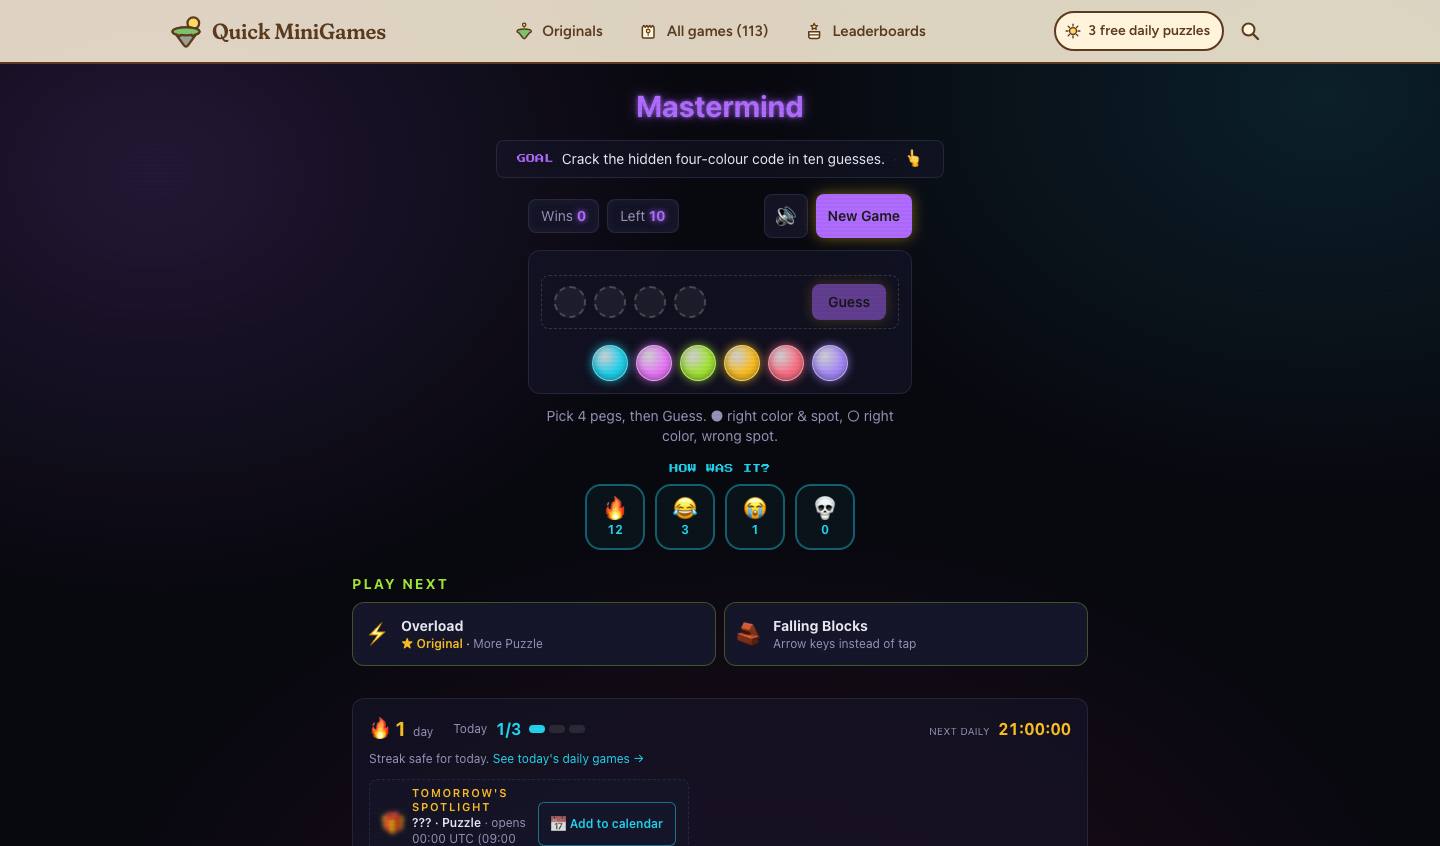 Quick MiniGames
Originals
All games (113)
Leaderboards
3 free daily puzzles
Mastermind
GOAL Crack the hidden four-colour code in ten guesses.
Wins 0
Left 10
New Game
Guess
Pick 4 pegs, then Guess. ● right color & spot, ○ right
color, wrong spot.
HOW WAS IT?
12
3
1
0
PLAY NEXT
Overload
Original · More Puzzle
Falling Blocks
Arrow keys instead of tap
1 day
Today 1/3
NEXT DAILY 21:00:00
Streak safe for today. See today's daily games →
TOMORROW'S
SPOTLIGHT
??? · Puzzle · opens
00:00 UTC (09:00
Add to calendar